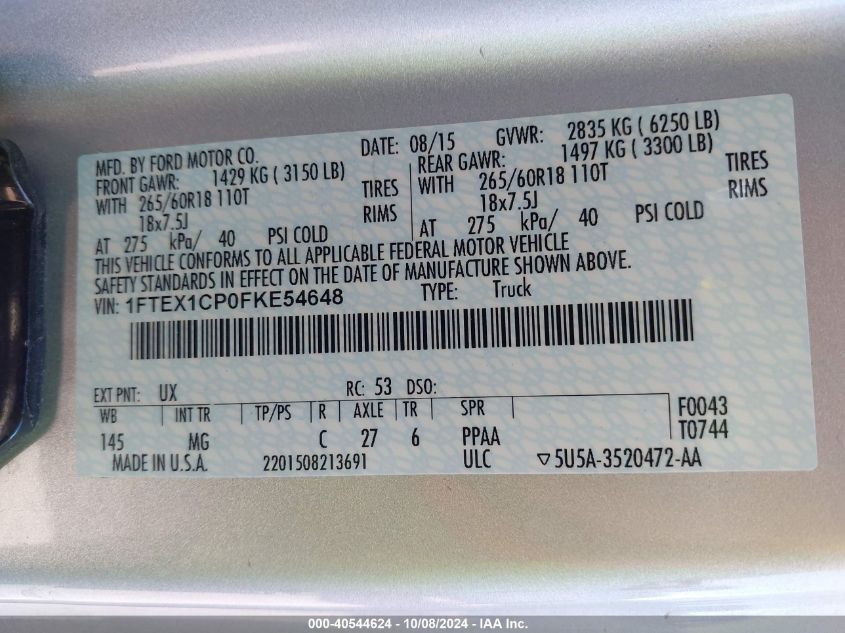 MFD. BY FORD MOTOR CO. DATE: 08/15 GVWR: 2835 KG ( 6250 LB)
FRONT GAWR: 1429 KG ( 3150 LB) REAR GAWR: 1497 KG ( 3300 LB)
WITH 265/60R18 110T TIRES WITH 265/60R18 110T TIRES
18x7.5J RIMS 18x7.5J RIMS
AT 275 kPa/ 40 PSI COLD AT 275 kPa/ 40 PSI COLD
THIS VEHICLE CONFORMS TO ALL APPLICABLE FEDERAL MOTOR VEHICLE
SAFETY STANDARDS IN EFFECT ON THE DATE OF MANUFACTURE SHOWN ABOVE.
VIN: 1FTEX1CP0FKE54648 TYPE: Truck
EXT PNT: UX RC: 53 DSO:
WB INT TR TP/PS R AXLE TR SPR F0043
145 MG C 27 6 PPAA T0744
MADE IN U.S.A. 2201508213691 ULC ▽5U5A-3520472-AA
000-40544624 - 10/08/2024 - IAA Inc.